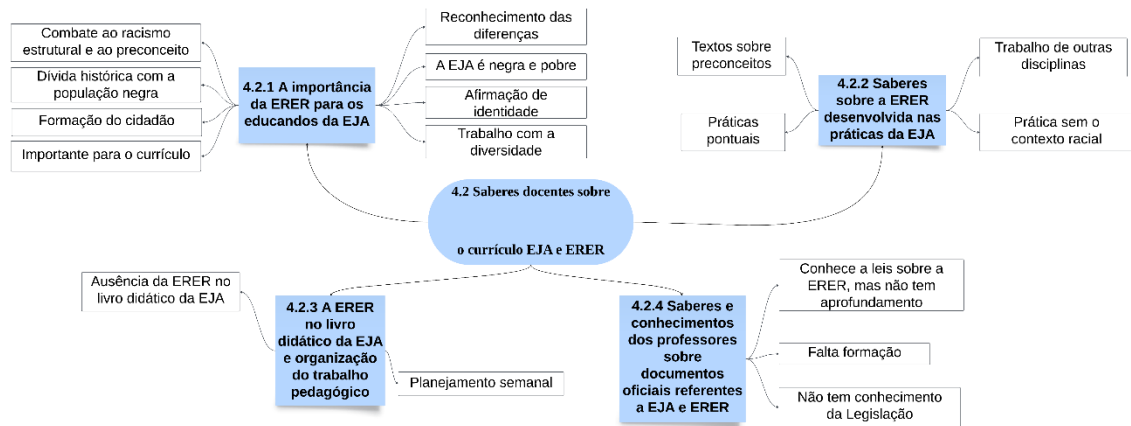 Combate ao racismo
estrutural e ao preconceito
Dívida histórica com a
população negra
Formação do cidadão
Importante para o currículo
4.2.1 A importância
da ERER para os
educandos da EJA
Reconhecimento das
diferenças
A EJA é negra e pobre
Afirmação de
identidade
Trabalho com a
diversidade
Textos sobre
preconceitos
Práticas
pontuais
4.2.2 Saberes
sobre a ERER
desenvolvida nas
práticas da EJA
Trabalho de outras
disciplinas
Prática sem o
contexto racial
4.2 Saberes docentes sobre
o currículo EJA e ERER
Ausência da ERER no
livro didático da EJA
4.2.3 A ERER
no livro
didático da EJA
e organização
do trabalho
pedagógico
Planejamento semanal
4.2.4 Saberes e
conhecimentos
dos professores
sobre
documentos
oficiais referentes
a EJA e ERER
Conhece a leis sobre a
ERER, mas não tem
aprofundamento
Falta formação
Não tem conhecimento
da Legislação